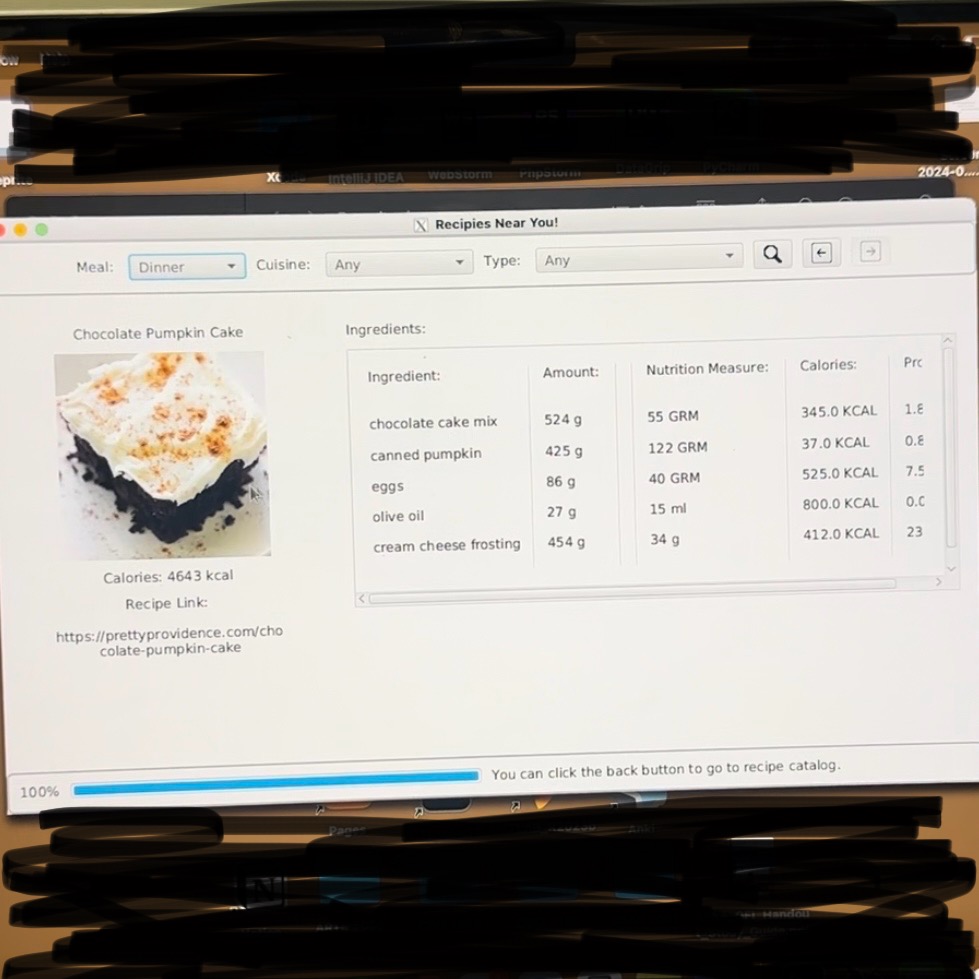 Xc
IntelliJ IDEA
WebStorm
PhpStorm
2024-0....
Recipies Near You!
Meal: Dinner Cuisine: Any Type: Any
Chocolate Pumpkin Cake
Ingredients:
Ingredient: Amount: Nutrition Measure: Calories: Prc
chocolate cake mix 524 g 55 GRM 345.0 KCAL 1.8
canned pumpkin 425 g 122 GRM 37.0 KCAL 0.8
eggs 86 g 40 GRM 525.0 KCAL 7.5
olive oil 27 g 15 ml 800.0 KCAL 0.0
cream cheese frosting 454 g 34 g 412.0 KCAL 23
Calories: 4643 kcal
Recipe Link:
https://prettyprovidence.com/cho
colate-pumpkin-cake
100% You can click the back button to go to recipe catalog.
Pages
Handou